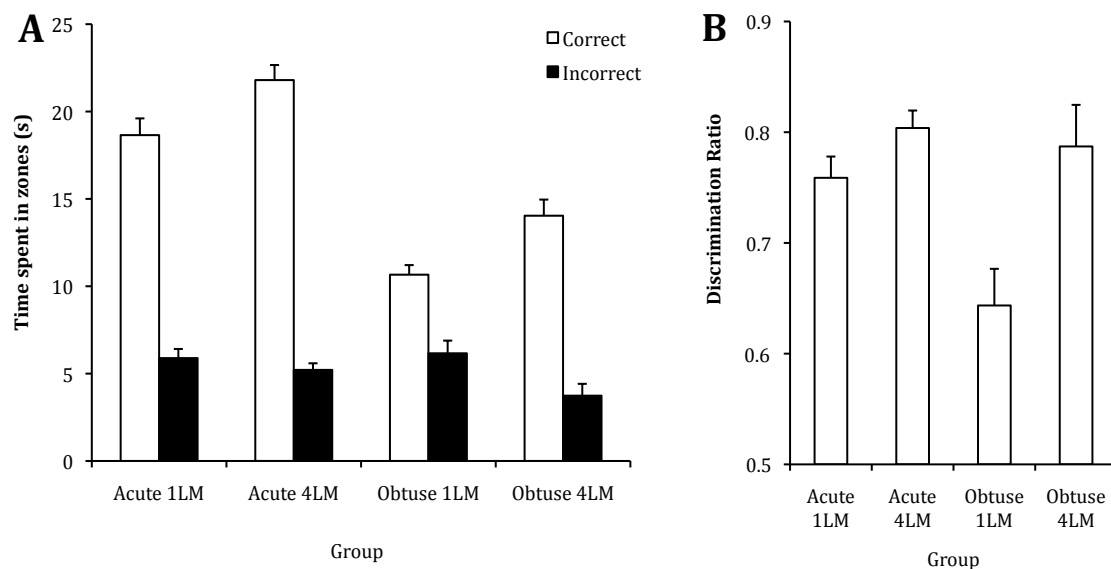 A
Time spent in zones (s)
25
20
15
10
5
0
Correct
Incorrect
Acute 1LM Acute 4LM Obtuse 1LM Obtuse 4LM
Group
B
Discrimination Ratio
0.9
0.8
0.7
0.6
0.5
Acute Acute Obtuse Obtuse
1LM 4LM 1LM 4LM
Group